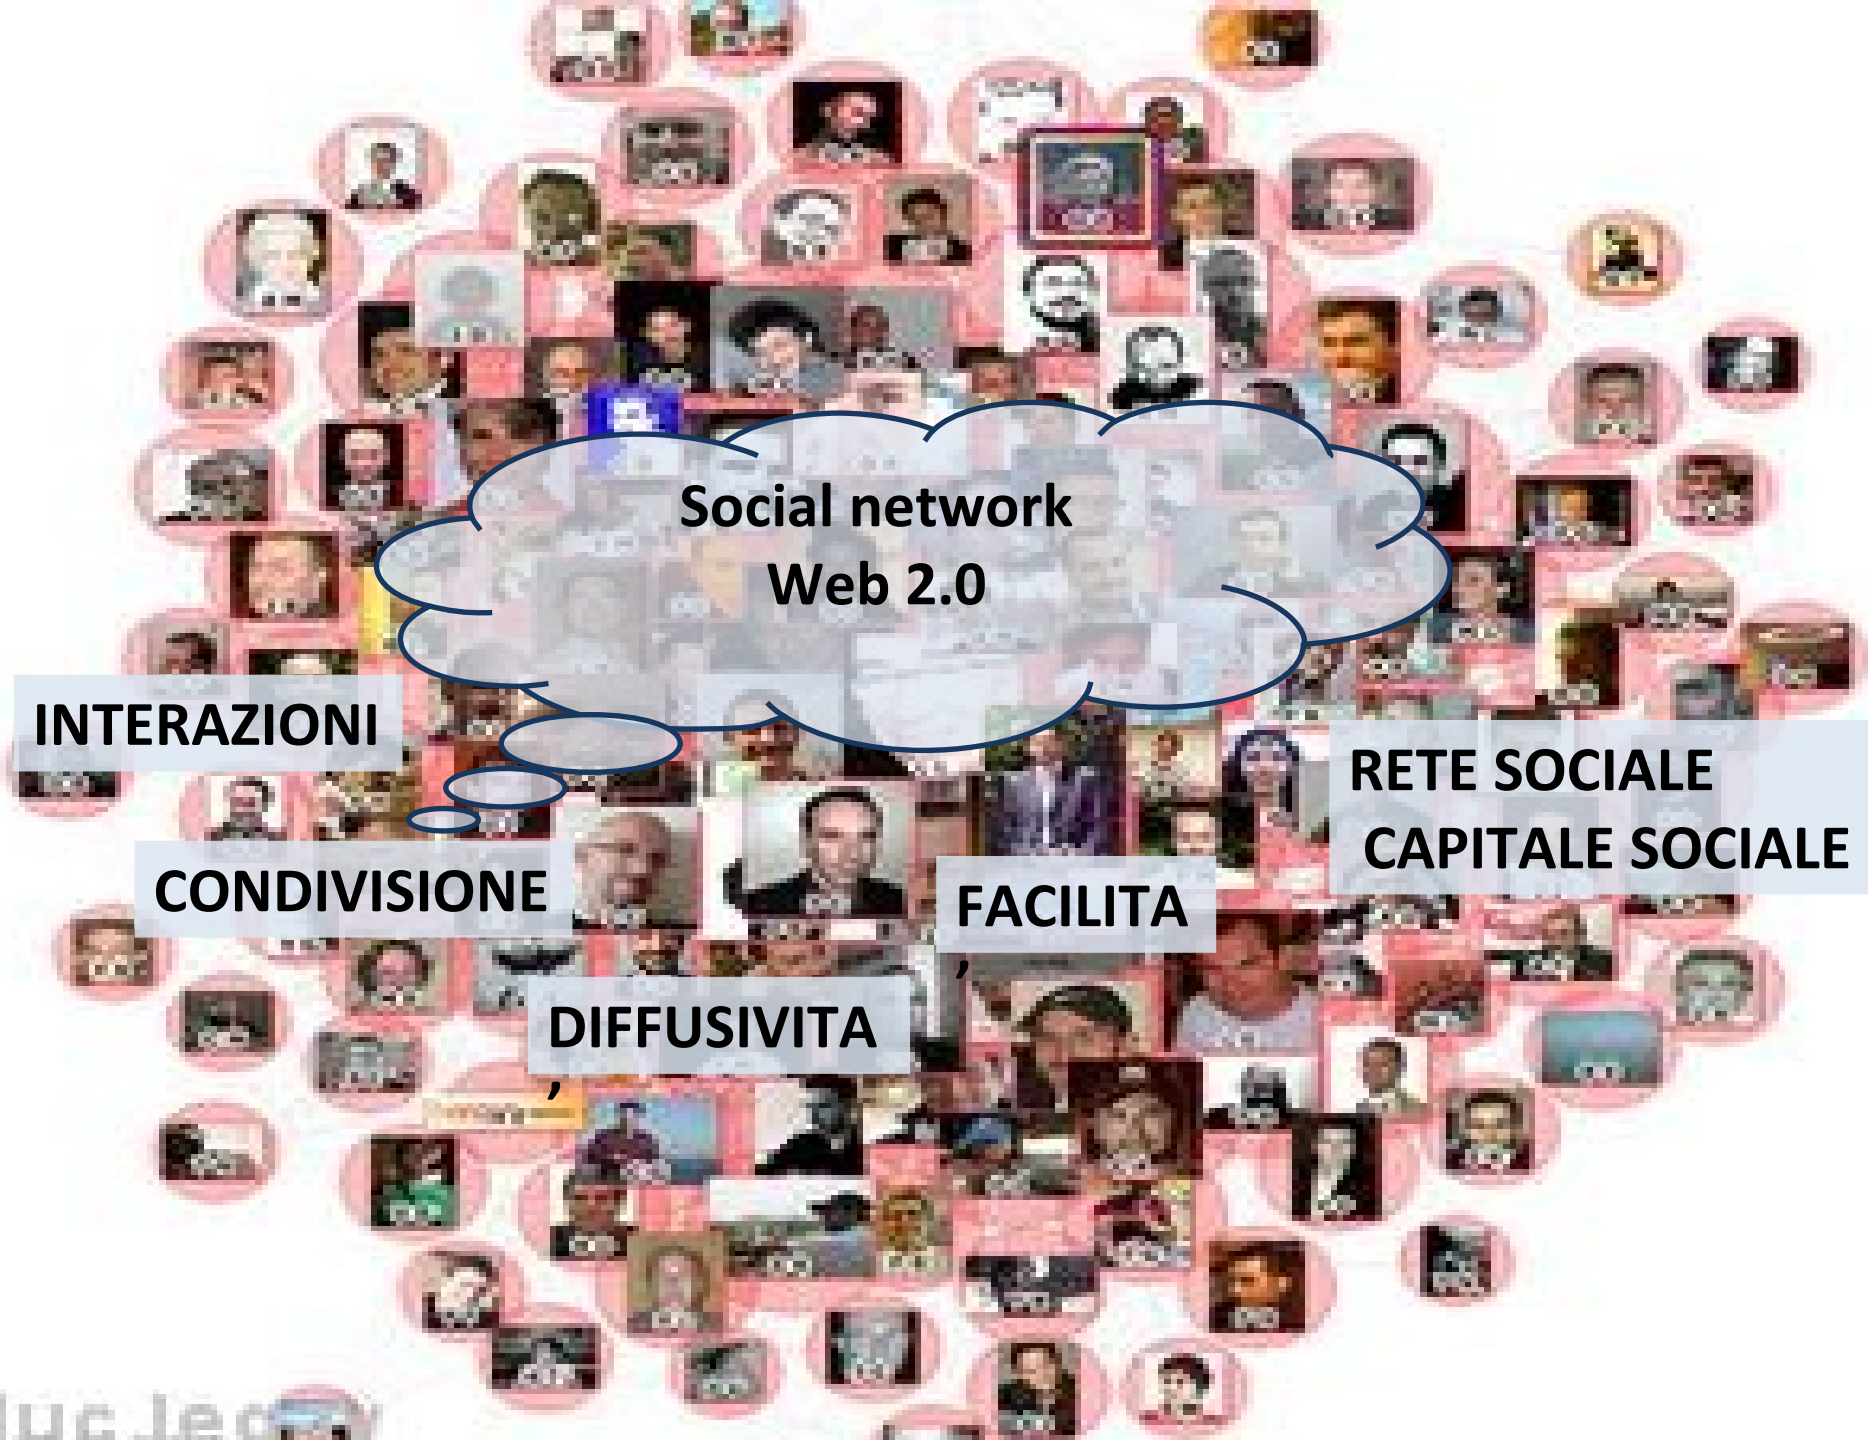 Social network
Web 2.0
INTERAZIONI
RETE SOCIALE
CAPITALE SOCIALE
CONDIVISIONE
FACILITA
’
DIFFUSIVITA
’